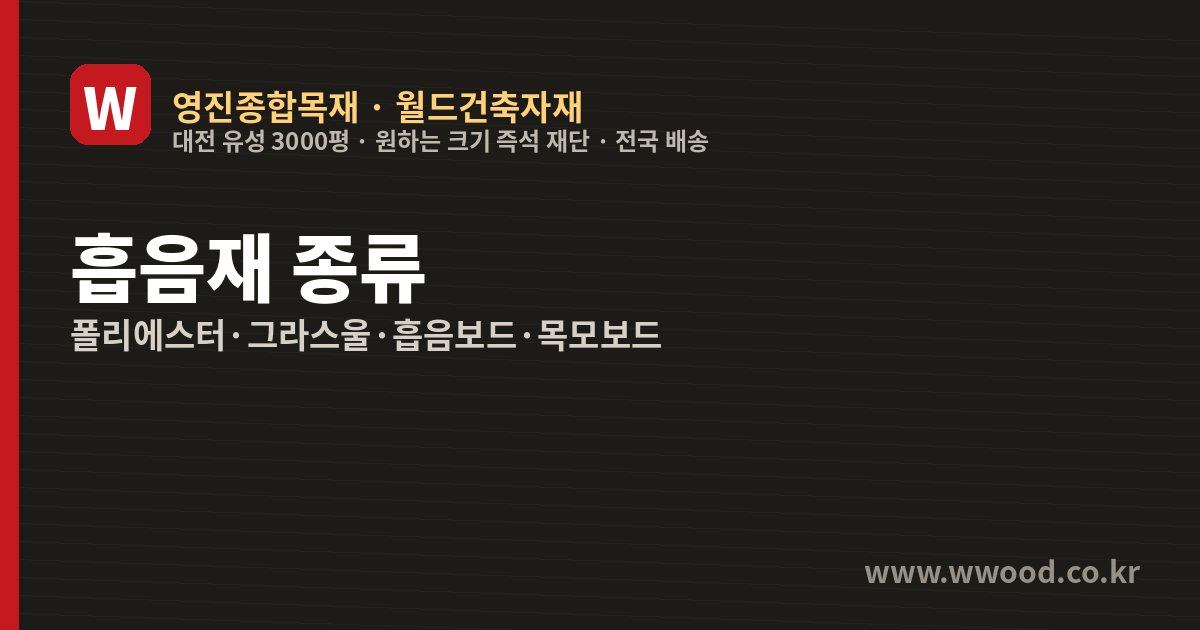 W
영진종합목재 · 월드건축자재
대전 유성 3000평 · 원하는 크기 즉석 재단 · 전국 배송
흡음재 종류
폴리에스터·그라스울·흡음보드·목모보드
www.wwood.co.kr